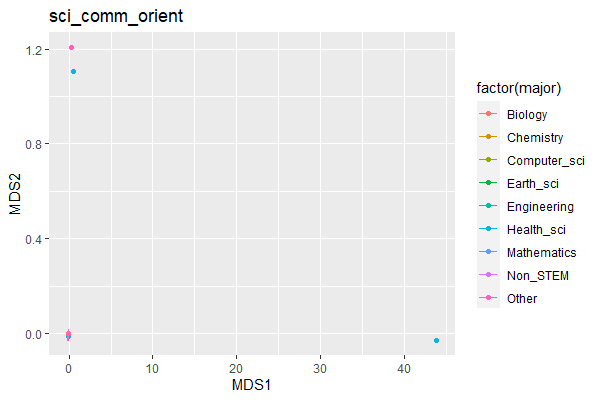 sci_comm_orient
1.2
0.8
0.4
0.0
MDS2
0
10
20
30
40
MDS1
factor(major)
Biology
Chemistry
Computer_sci
Earth_sci
Engineering
Health_sci
Mathematics
Non_STEM
Other